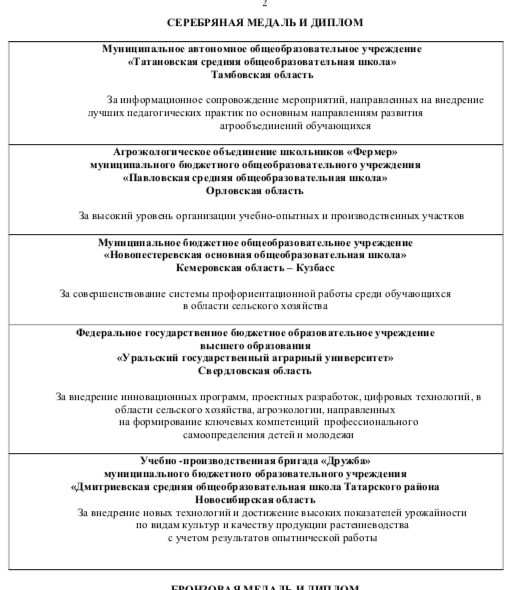 2
СЕРЕБРЯНАЯ МЕДАЛЬ И ДИПЛОМ
Муниципальное автономное общеобразовательное учреждение
«Татановская средняя общеобразовательная школа»
Тамбовская область
За информационное сопровождение мероприятий, направленных на внедрение
лучших педагогических практик по основным направлениям развития
агрообъединений обучающихся
Агроэкологическое объединение школьников «Фермер»
муниципального бюджетного общеобразовательного учреждения
«Павловская средняя общеобразовательная школа»
Орловская область
За высокий уровень организации учебно-опытных и производственных участков
Муниципальное бюджетное общеобразовательное учреждение
«Новопестеревская основная общеобразовательная школа»
Кемеровская область – Кузбасс
За совершенствование системы профориентационной работы среди обучающихся
в области сельского хозяйства
Федеральное государственное бюджетное образовательное учреждение
высшего образования
«Уральский государственный аграрный университет»
Свердловская область
За внедрение инновационных программ, проектных разработок, цифровых технологий, в
области сельского хозяйства, агроэкологии, направленных
на формирование ключевых компетенций профессионального
самоопределения детей и молодежи
Учебно -производственная бригада «Дружба»
муниципального бюджетного образовательного учреждения
«Дмитриевская средняя общеобразовательная школа Татарского района
Новосибирская область
За внедрение новых технологий и достижение высоких показателей урожайности
по видам культур и качеству продукции растениеводства
с учетом результатов опытнической работы
БРОНЗОВАЯ МЕДАЛЬ И ДИПЛОМ